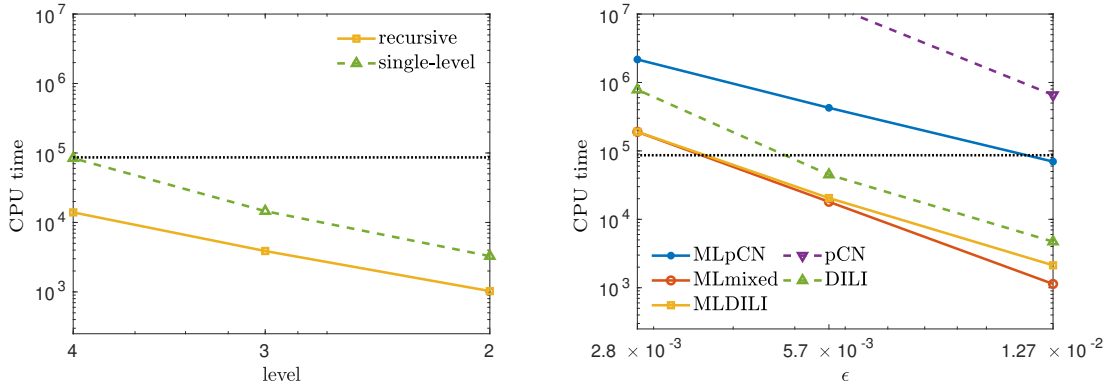 10^7
10^6
10^5
10^4
10^3
CPU time
4
3
2
level
recursive
single-level
10^7
10^6
10^5
10^4
10^3
CPU time
2.8 × 10^-3
5.7 × 10^-3
1.27 × 10^-2
ϵ
MLpCN
MLmixed
MLDILI
pCN
DILI